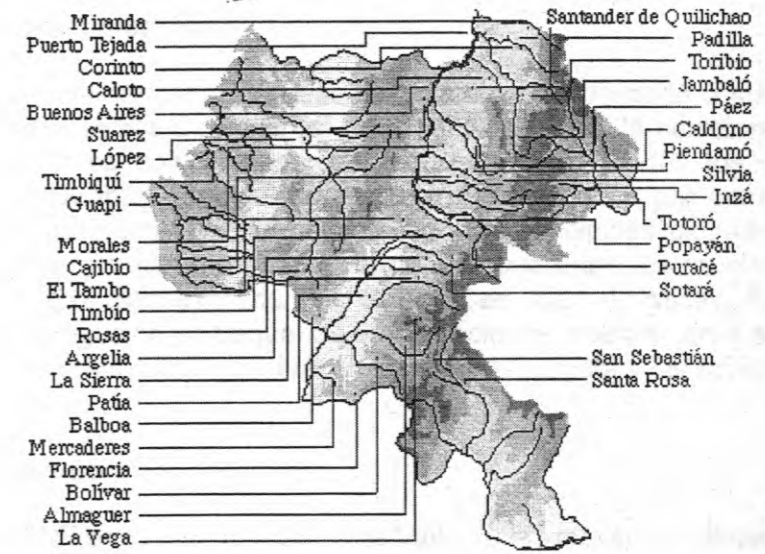 Miranda
Puerto Tejada
Corinto
Caloto
Buenos Aires
Suarez
López
Timbiquí
Guapi
Morales
Cajibío
El Tambo
Timbío
Rosas
Argelia
La Sierra
Patía
Balboa
Mercaderes
Florencia
Bolívar
Almaguer
La Vega
Santander de Quilichao
Padilla
Toribio
Jambaló
Páez
Caldono
Piendamó
Silvia
Inzá
Totoró
Popayán
Puracé
Sotará
San Sebastián
Santa Rosa